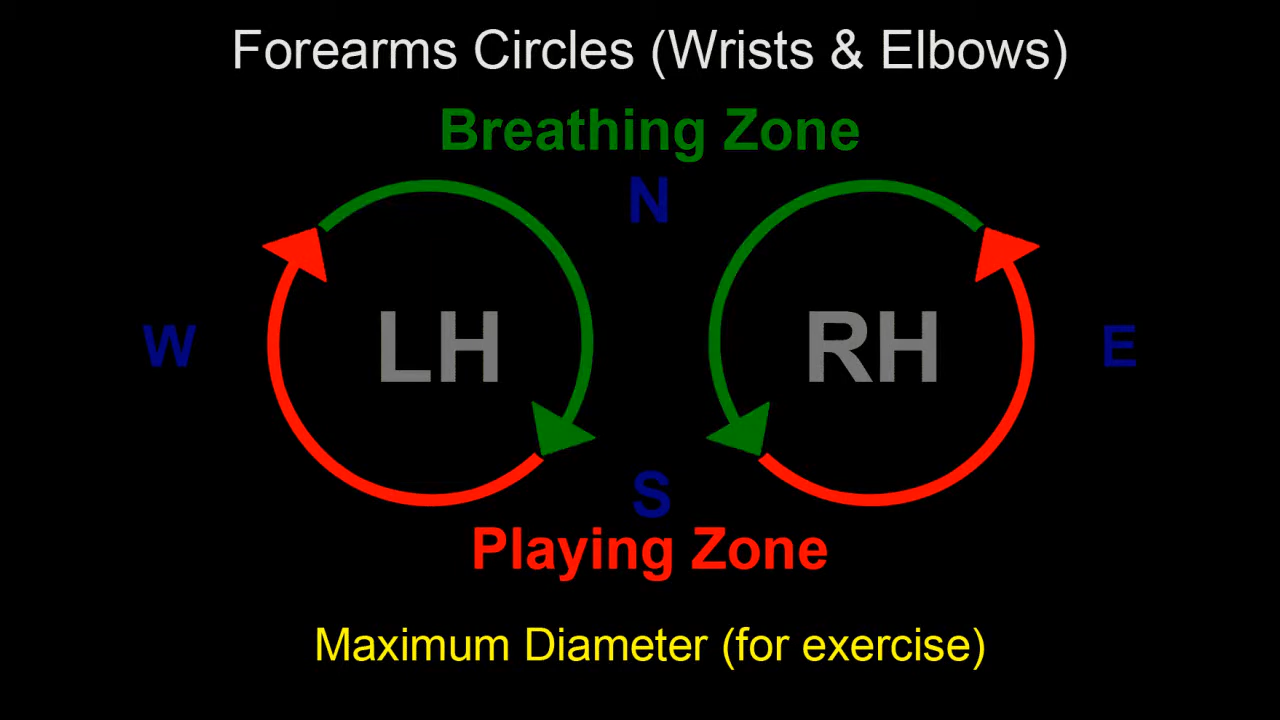 Forearms Circles (Wrists & Elbows)
Breathing Zone
N
W
LH
RH
E
S
Playing Zone
Maximum Diameter (for exercise)